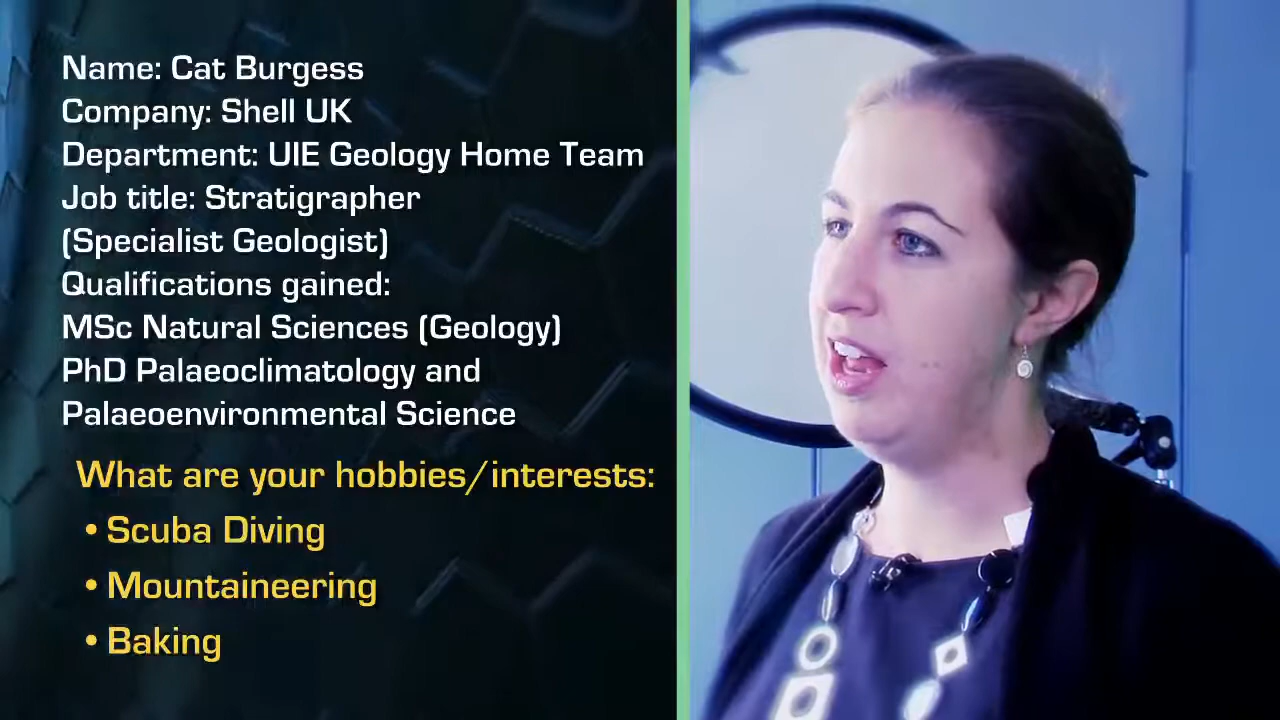 Name: Cat Burgess
Company: Shell UK
Department: UIE Geology Home Team
Job title: Stratigrapher
(Specialist Geologist)
Qualifications gained:
MSc Natural Sciences (Geology)
PhD Palaeoclimatology and
Palaeoenvironmental Science
What are your hobbies/interests:
• Scuba Diving
• Mountaineering
• Baking